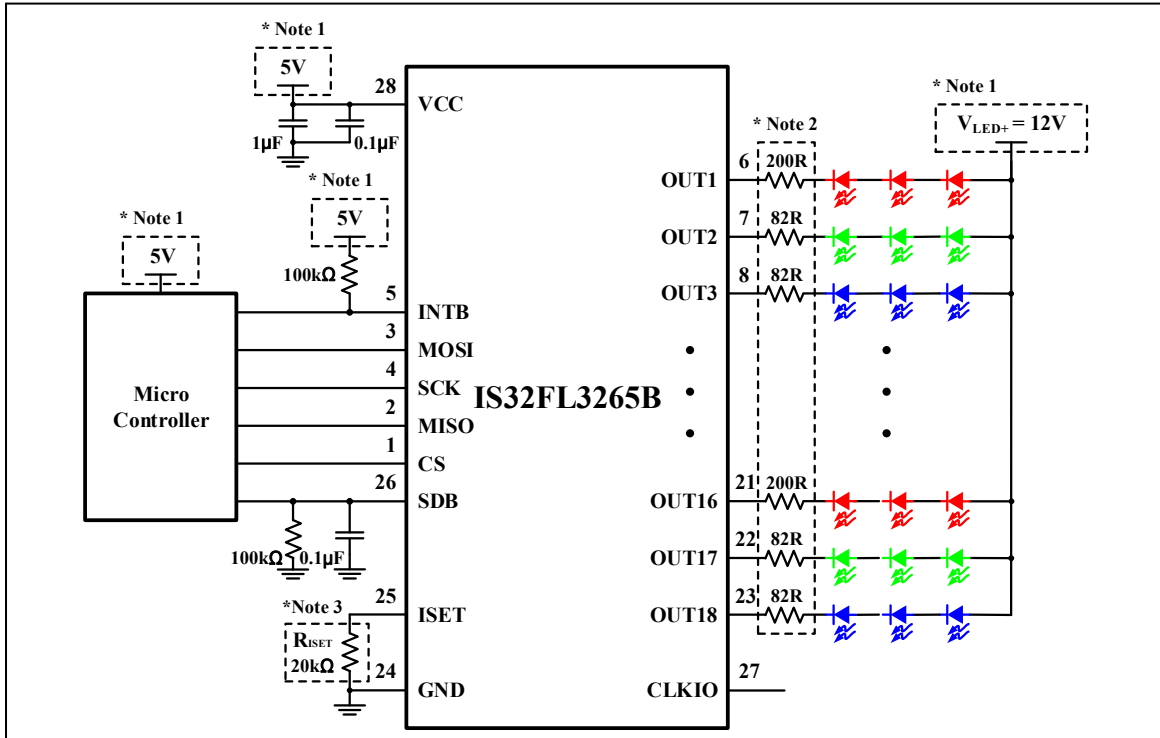 * Note 1
5V
28
VCC
1µF
0.1µF
* Note 1
5V
100kΩ
* Note 1
5V
Micro
Controller
5
INTB
3
MOSI
4
SCK
2
MISO
1
CS
26
SDB
100kΩ
0.1µF
25
ISET
*Note 3
RISET
20kΩ
24
GND
IS32FL3265B
* Note 2
* Note 1
VLED+ = 12V
OUT1
6
200R
OUT2
7
82R
OUT3
8
82R
OUT16
21
200R
OUT17
22
82R
OUT18
23
82R
CLKIO
27